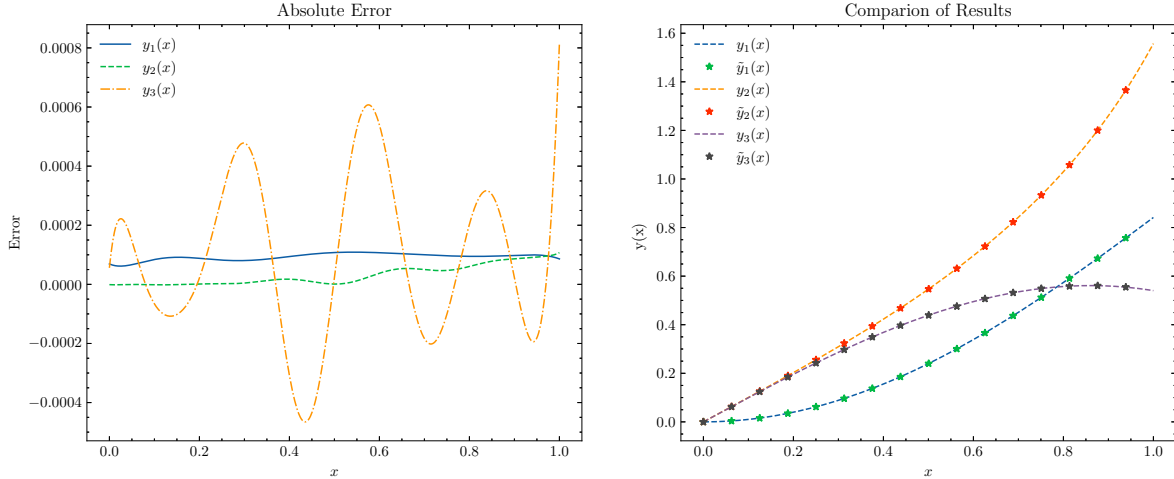 Absolute Error
0.0008
0.0006
0.0004
0.0002
0.0000
−0.0002
−0.0004
Error
y₁(x)
y₂(x)
y₃(x)
0.0
0.2
0.4
0.6
0.8
1.0
x
Comparion of Results
1.6
1.4
1.2
1.0
0.8
0.6
0.4
0.2
0.0
y(x)
y₁(x)
ỹ₁(x)
y₂(x)
ỹ₂(x)
y₃(x)
ỹ₃(x)
0.0
0.2
0.4
0.6
0.8
1.0
x